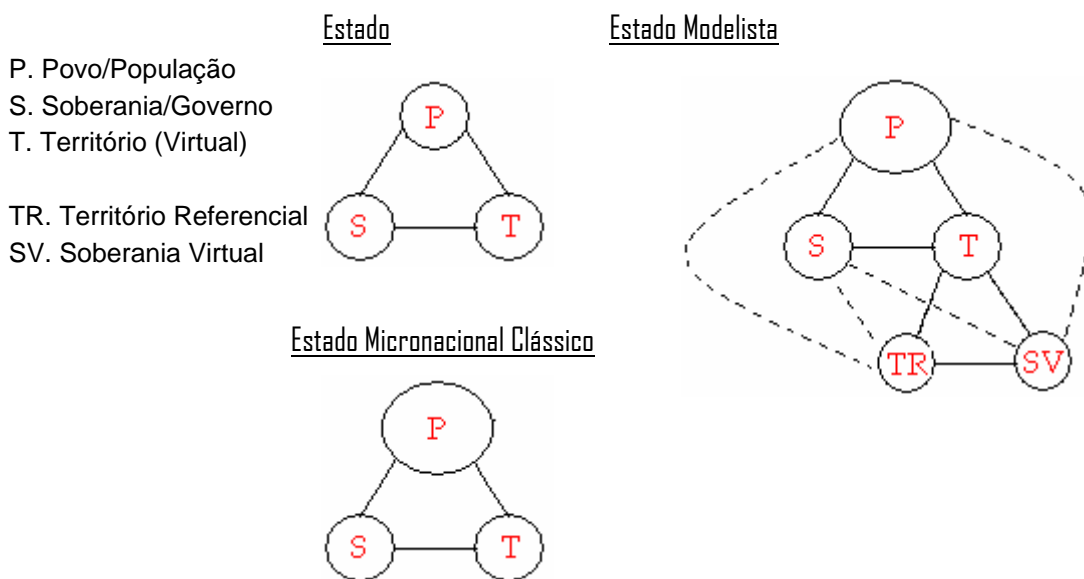 Estado
Estado Modelista
P. Povo/População
S. Soberania/Governo
T. Território (Virtual)
TR. Território Referencial
SV. Soberania Virtual
P
S
T
P
S
T
TR
SV
Estado Micronacional Clássico
P
S
T